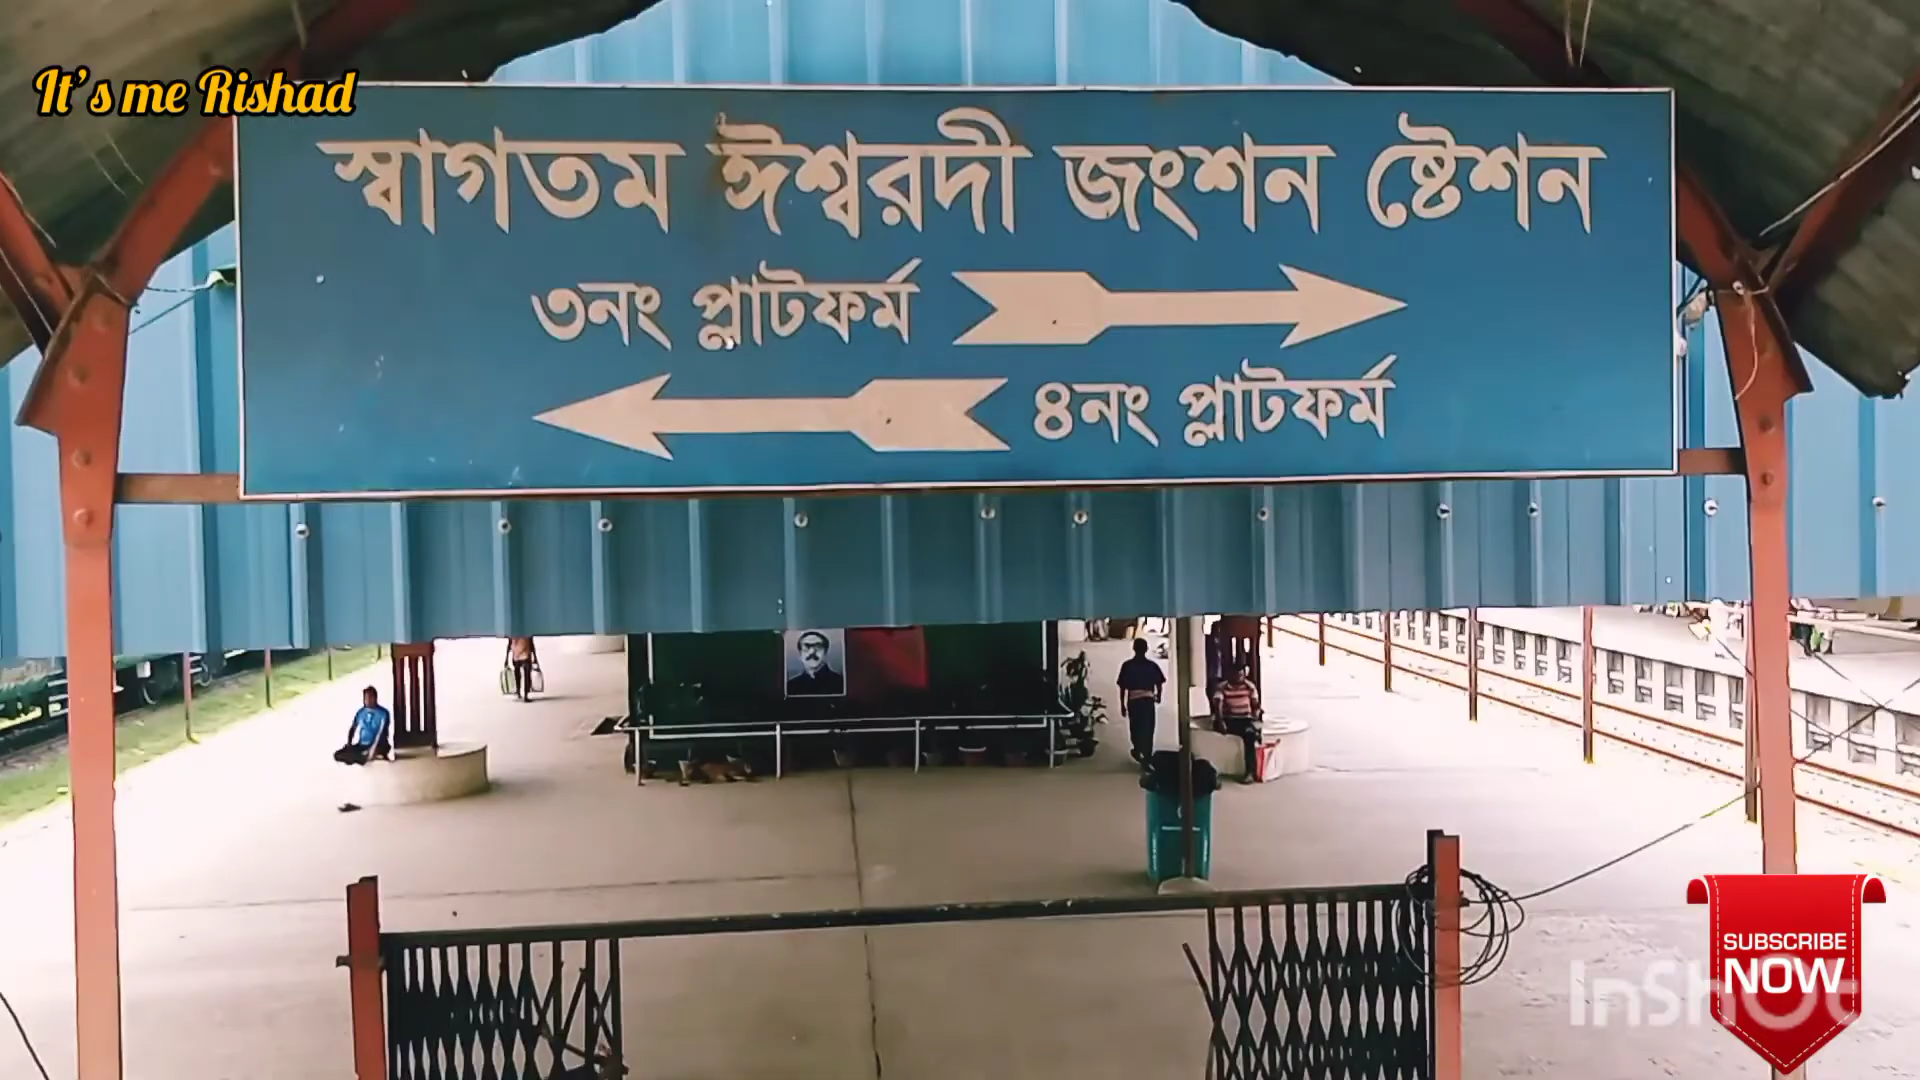 It's me Rishad
স্বাগতম ঈশ্বরদী জংশন ষ্টেশন
৩নং প্লাটফর্ম
৪নং প্লাটফর্ম
SUBSCRIBE
NOW
InShOt